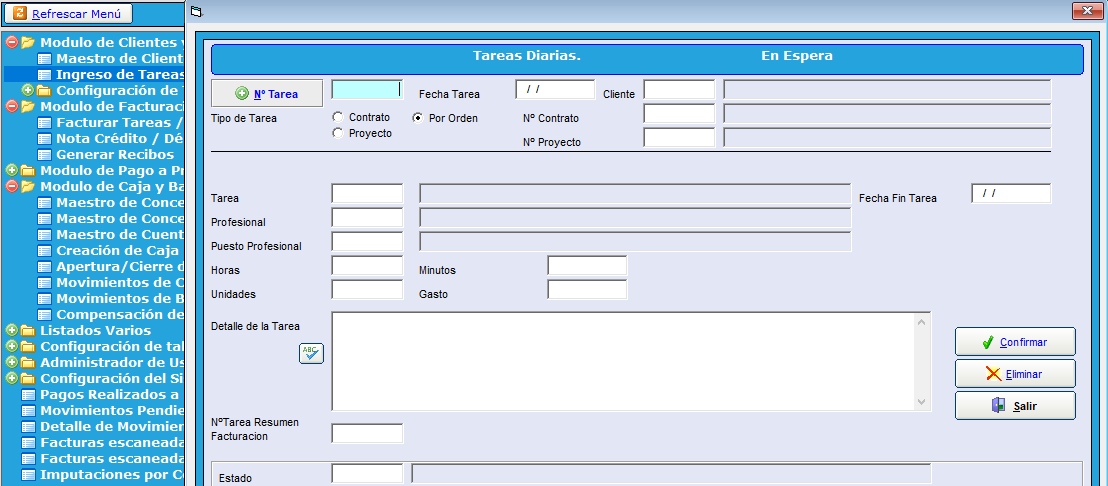 Refrescar Menú
Modulo de Clientes y
Maestro de Client
Ingreso de Tareas
Configuración de
Modulo de Facturaci
Facturar Tareas /
Nota Crédito / Dé
Generar Recibos
Modulo de Pago a Pr
Modulo de Caja y Ba
Maestro de Conce
Maestro de Conce
Maestro de Cuent
Creación de Caja
Apertura/Cierre d
Movimientos de C
Movimientos de B
Compensación de
Listados Varios
Configuración de tal
Administrador de Us
Configuración del Si
Pagos Realizados a
Movimientos Pendie
Detalle de Movimien
Facturas escaneada
Facturas escaneada
Imputaciones por C
Tareas Diarias. En Espera
Nº Tarea Fecha Tarea / / Cliente
Tipo de Tarea Contrato Por Orden Nº Contrato
Proyecto Nº Proyecto
Tarea Fecha Fin Tarea / /
Profesional
Puesto Profesional
Horas Minutos
Unidades Gasto
Detalle de la Tarea
ABC
Confirmar
Eliminar
Salir
NºTarea Resumen
Facturacion
Estado